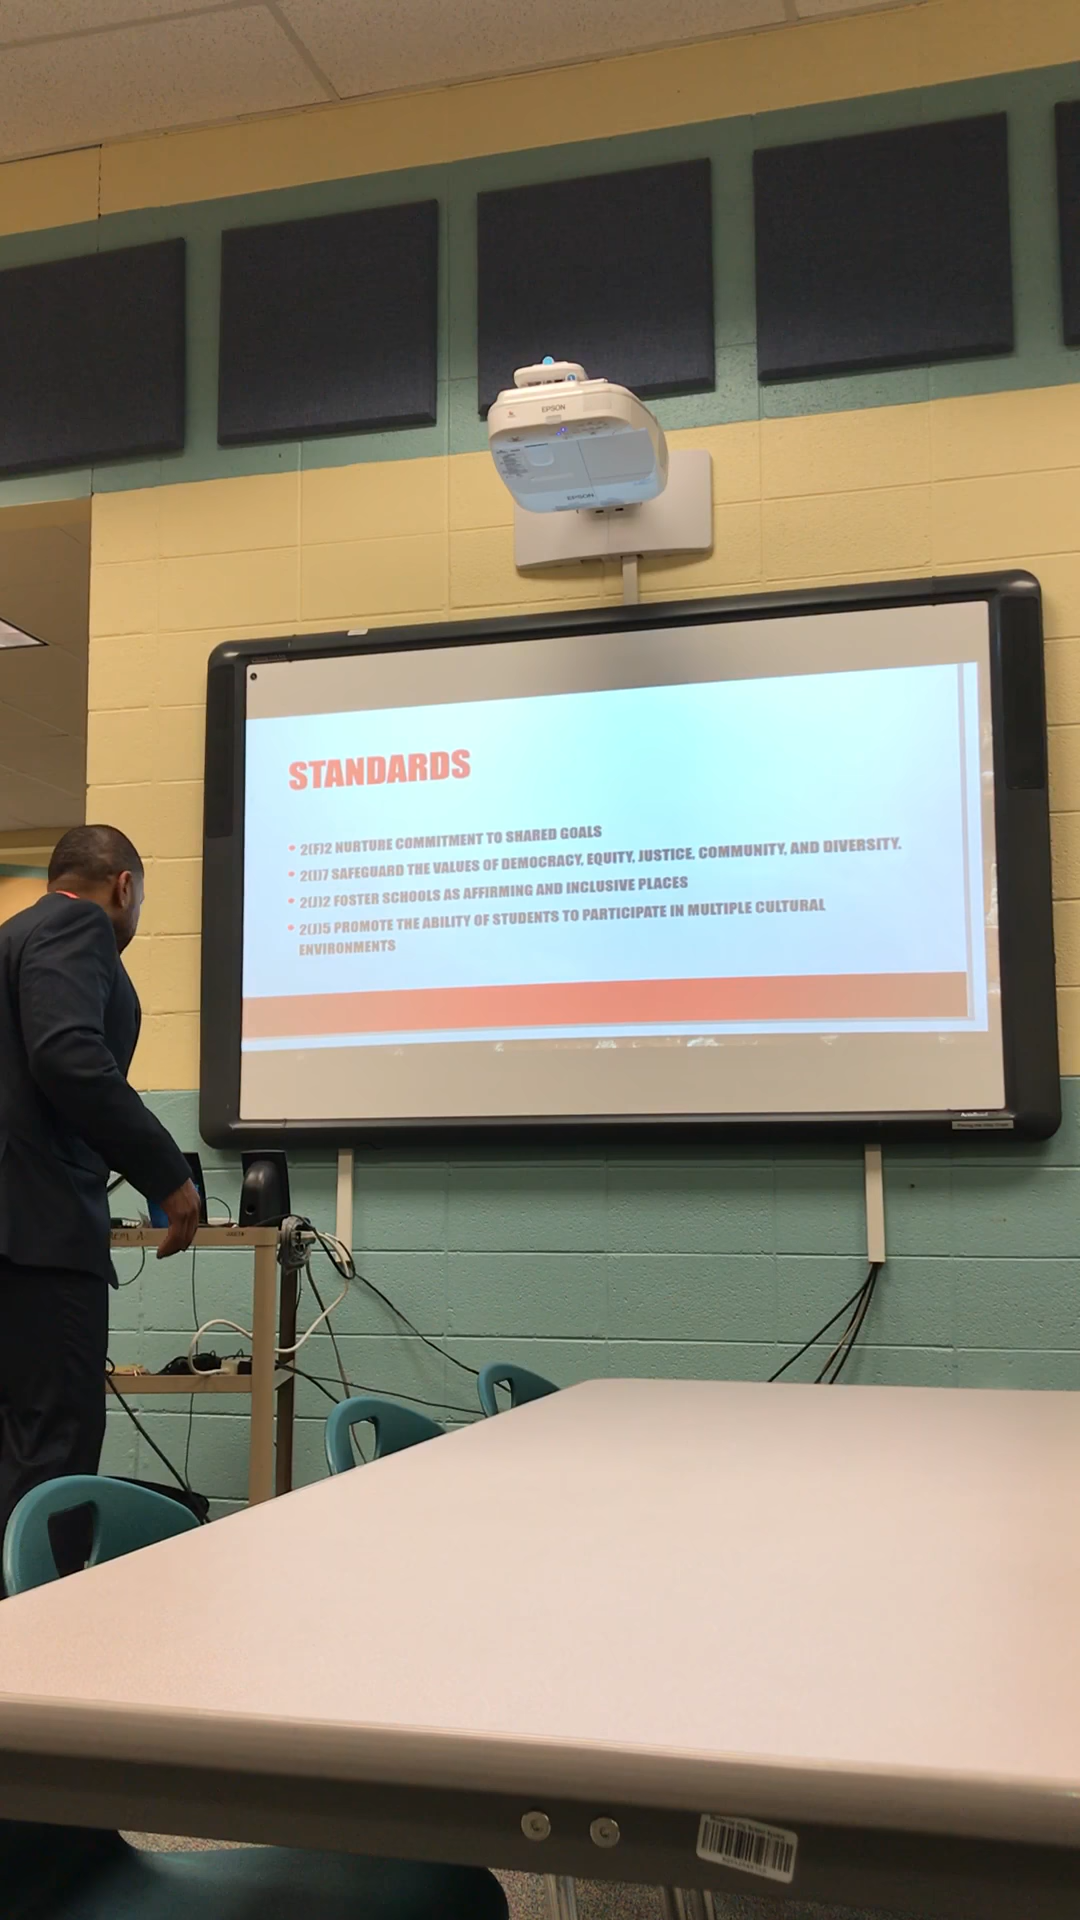 EPSON
EPSON
STANDARDS
• 2(F)2 NURTURE COMMITMENT TO SHARED GOALS
• 2(I)7 SAFEGUARD THE VALUES OF DEMOCRACY, EQUITY, JUSTICE, COMMUNITY, AND DIVERSITY.
• 2(J)2 FOSTER SCHOOLS AS AFFIRMING AND INCLUSIVE PLACES
• 2(J)5 PROMOTE THE ABILITY OF STUDENTS TO PARTICIPATE IN MULTIPLE CULTURAL
ENVIRONMENTS